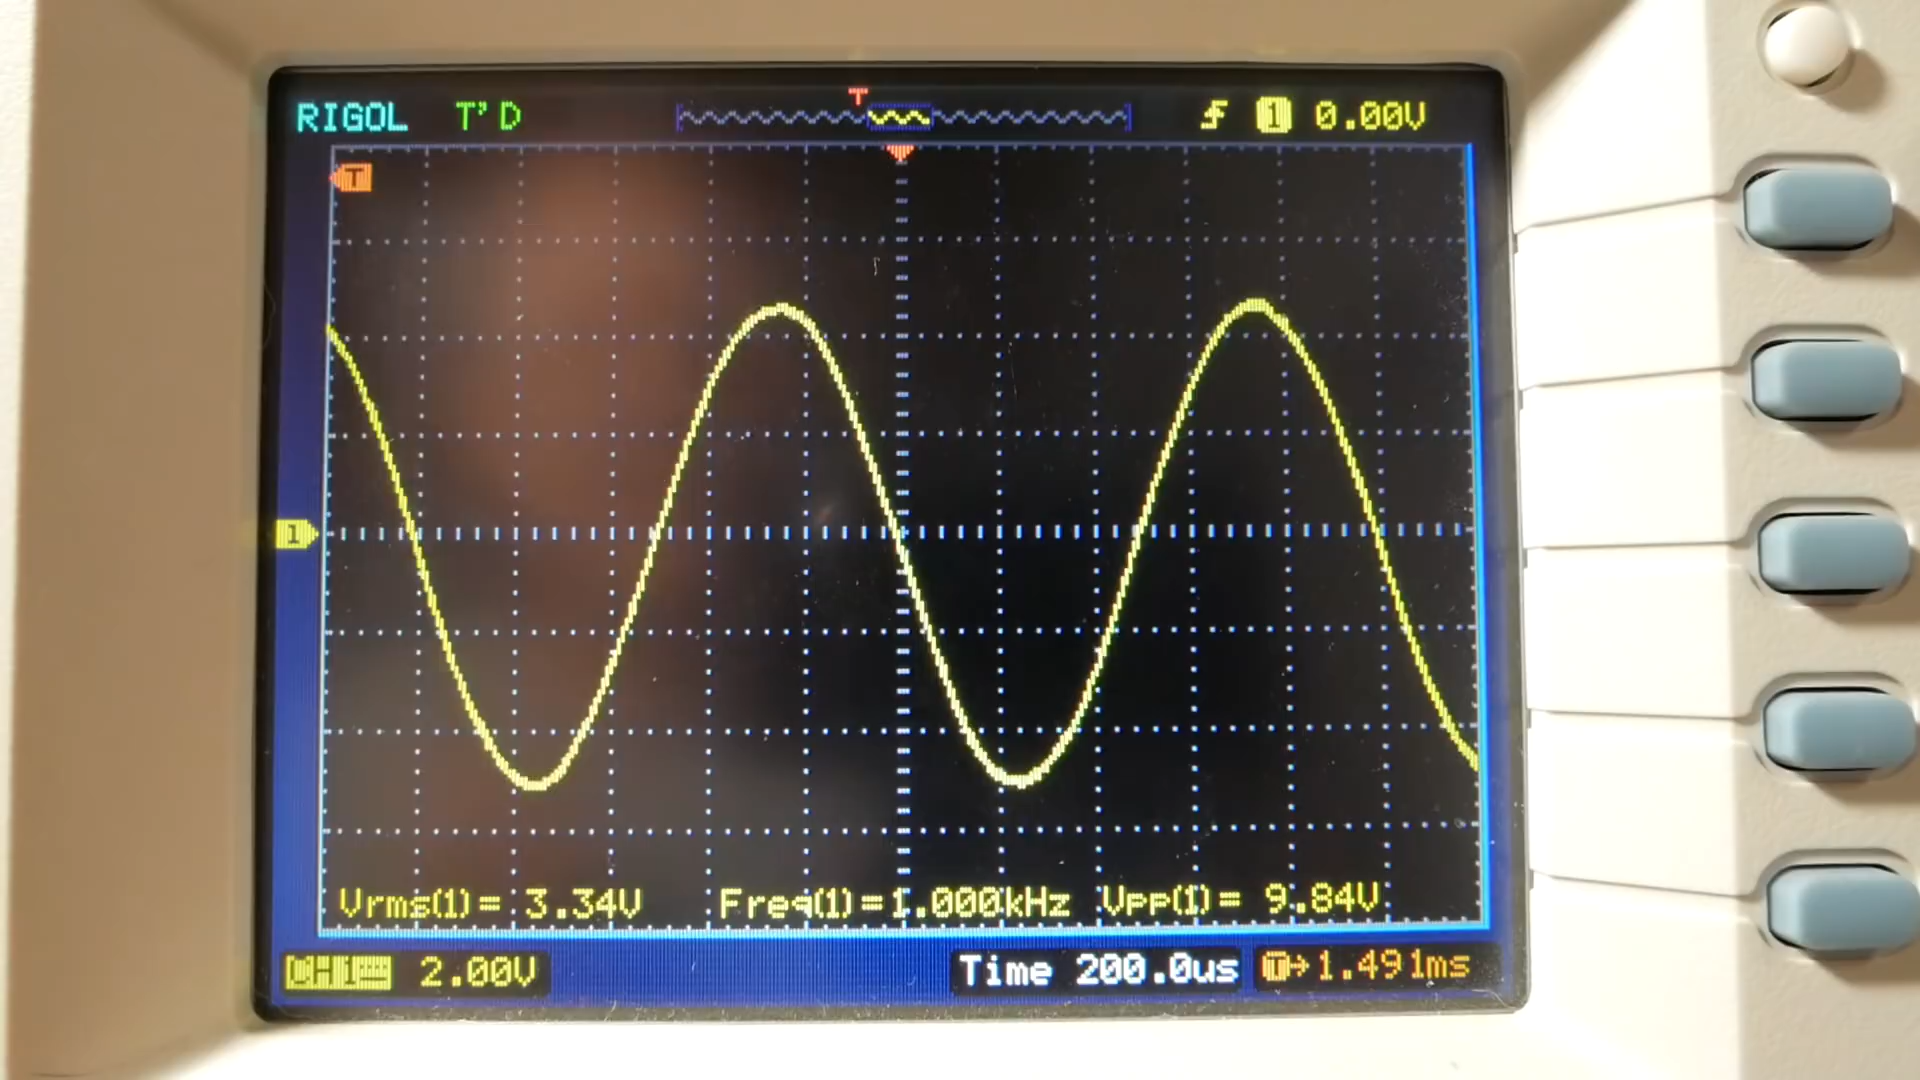 RIGOL T'D T 1 0.00V
T
1
Vrms(1)= 3.34V Freq(1)=1.000kHz Vpp(1)= 9.84V
CH1 2.00V Time 200.0us T→1.491ms